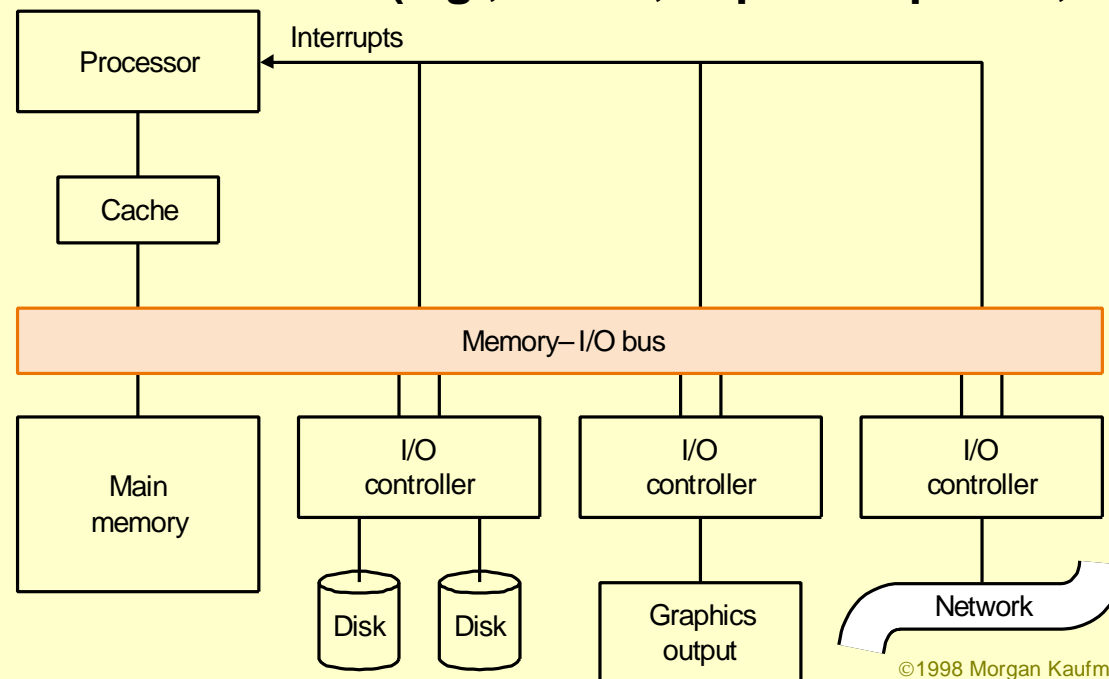 Interrupts
Processor
Cache
Memory–I/O bus
Main
memory
I/O
controller
I/O
controller
I/O
controller
Disk
Disk
Graphics
output
Network
©1998 Morgan Kaufm